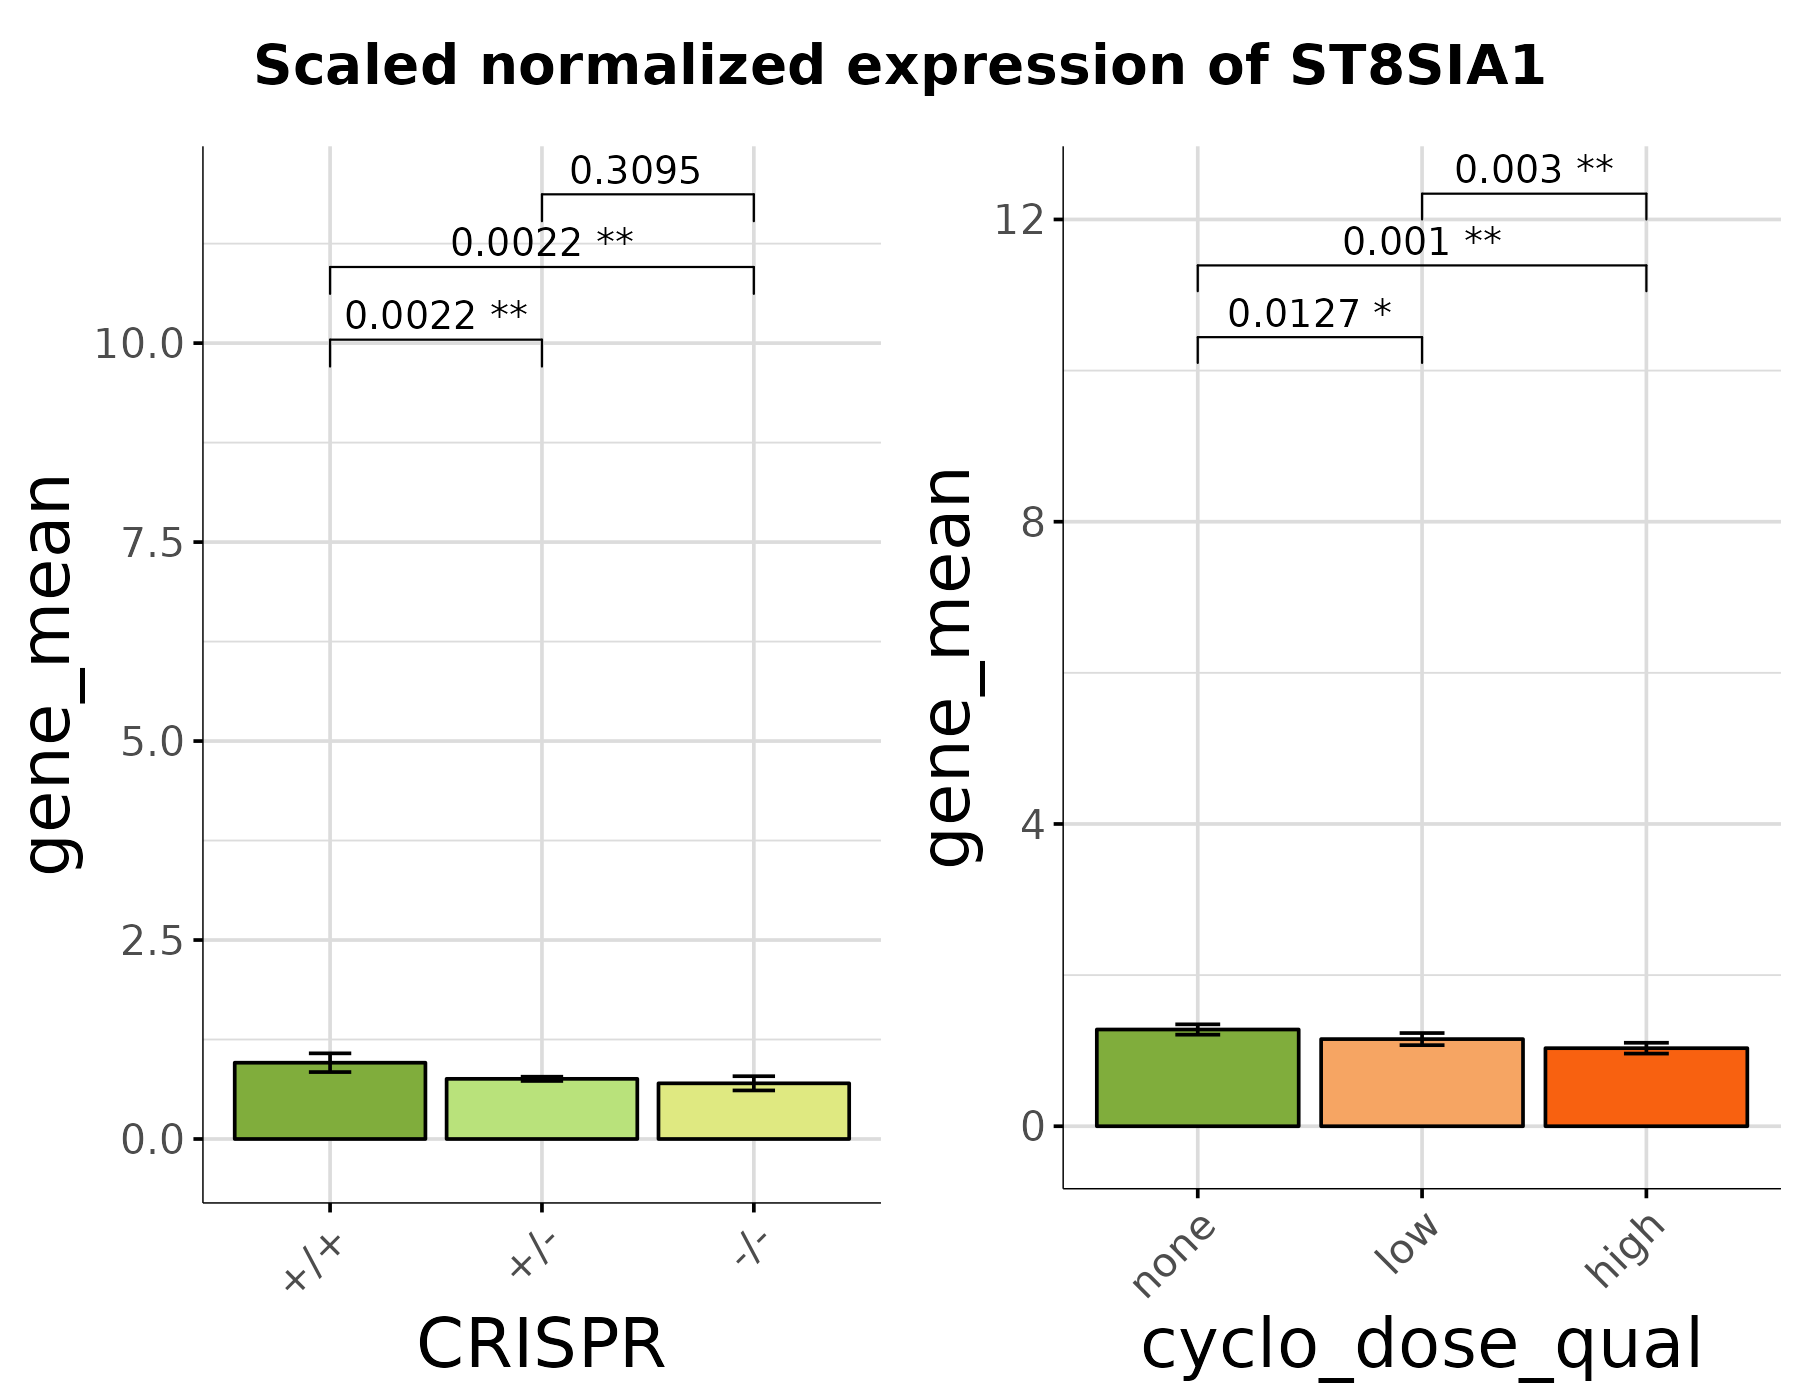 Scaled normalized expression of ST8SIA1
gene_mean
10.0
7.5
5.0
2.5
0.0
0.3095
0.0022 **
0.0022 **
+/+
+/-
-/-
CRISPR
gene_mean
12
8
4
0
0.003 **
0.001 **
0.0127 *
none
low
high
cyclo_dose_qual